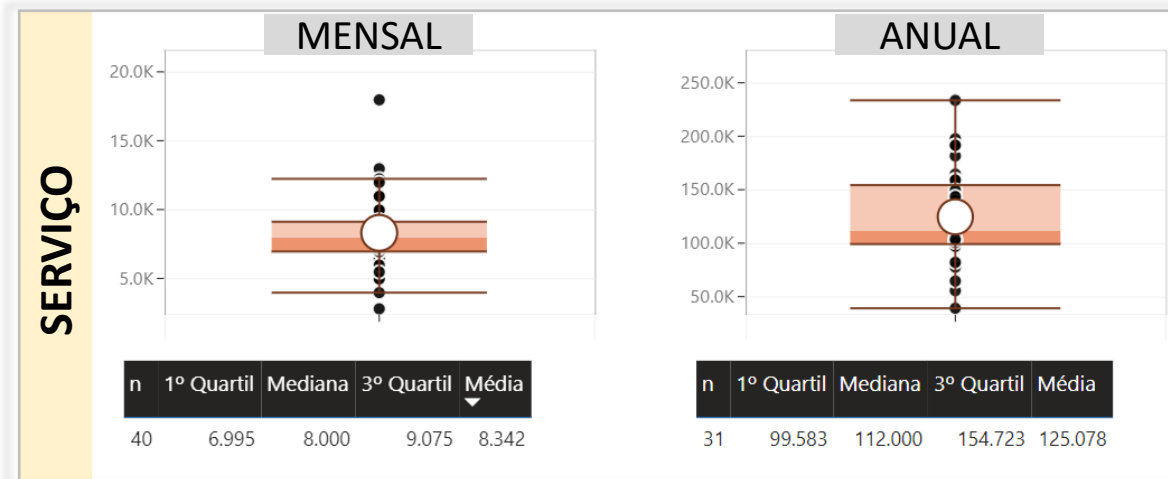 SERVIÇO
MENSAL
20.0K
15.0K
10.0K
5.0K
n 1º Quartil Mediana 3º Quartil Média
40 6.995 8.000 9.075 8.342
ANUAL
250.0K
200.0K
150.0K
100.0K
50.0K
n 1º Quartil Mediana 3º Quartil Média
31 99.583 112.000 154.723 125.078